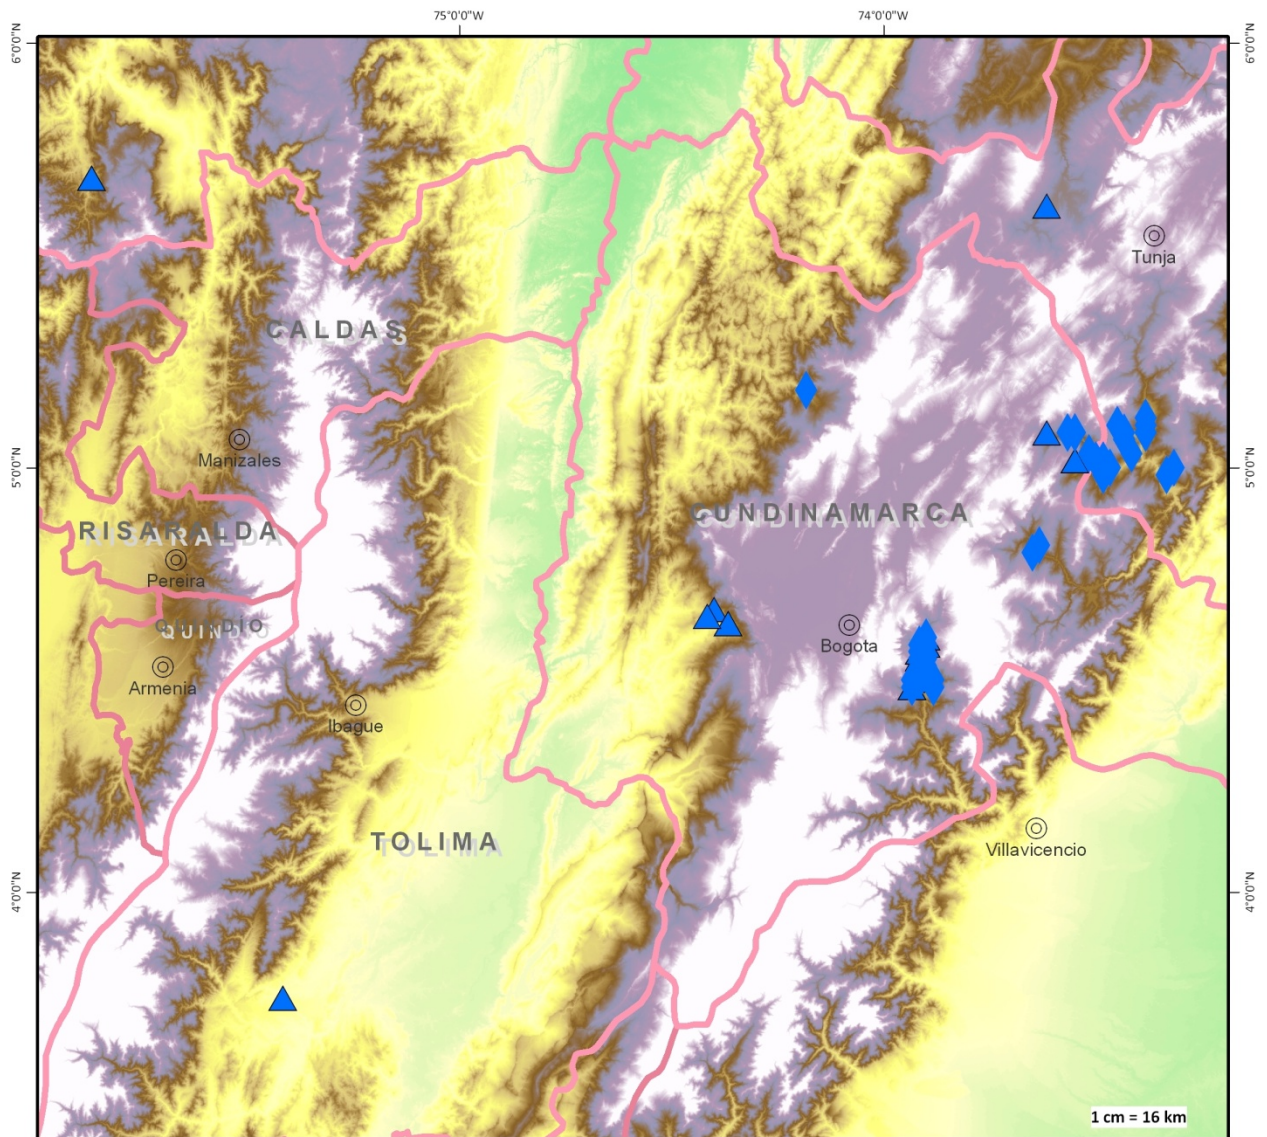 75°0'0"W
74°0'0"W
6°0'0"N
6°0'0"N
Tunja
CALDAS
Manizales
5°0'0"N
5°0'0"N
CUNDINAMARCA
RISARALDA
Pereira
QUINDIO
Bogota
Armenia
Ibague
TOLIMA
Villavicencio
4°0'0"N
4°0'0"N
1 cm = 16 km